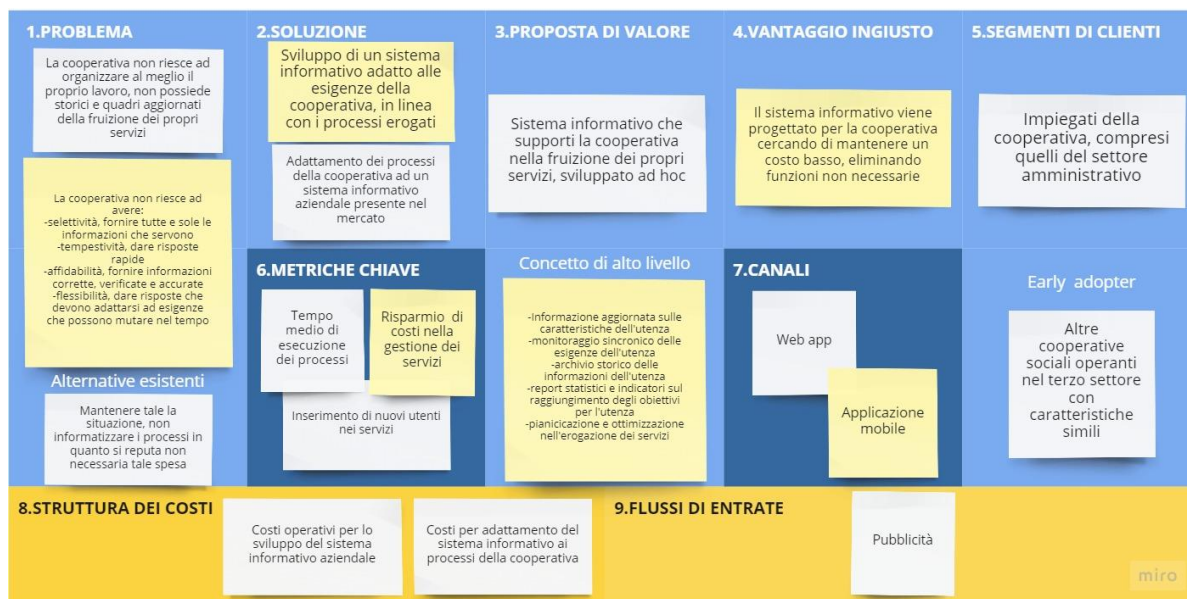 1.PROBLEMA
La cooperativa non riesce ad
organizzare al meglio il
proprio lavoro, non possiede
storici e quadri aggiornati
della fruizione dei propri
servizi
La cooperativa non riesce ad
avere:
-selettività, fornire tutte e sole le
informazioni che servono
-tempestività, dare risposte
rapide
-affidabilità, fornire informazioni
corrette, verificate e accurate
-flessibilità, dare risposte che
devono adattarsi ad esigenze
che possono mutare nel tempo
Alternative esistenti
Mantenere tale la
situazione, non
informatizzare i processi in
quanto si reputa non
necessaria tale spesa
2.SOLUZIONE
Sviluppo di un sistema
informativo adatto alle
esigenze della
cooperativa, in linea
con i processi erogati
Adattamento dei processi
della cooperativa ad un
sistema informativo
aziendale presente nel
mercato
6.METRICHE CHIAVE
Tempo
medio di
esecuzione
dei processi
Risparmio di
costi nella
gestione dei
servizi
Inserimento di nuovi utenti
nei servizi
3.PROPOSTA DI VALORE
Sistema informativo che
supporti la cooperativa
nella fruizione dei propri
servizi, sviluppato ad hoc
Concetto di alto livello
-Informazione aggiornata sulle
caratteristiche dell'utenza
-monitoraggio sincronico delle
esigenze dell'utenza
-archivio storico delle
informazioni dell'utenza
-report statistici e indicatori sul
raggiungimento degli obiettivi
per l'utenza
-pianicicazione e ottimizzazione
nell'erogazione dei servizi
4.VANTAGGIO INGIUSTO
Il sistema informativo viene
progettato per la cooperativa
cercando di mantenere un
costo basso, eliminando
funzioni non necessarie
7.CANALI
Web app
Applicazione
mobile
5.SEGMENTI DI CLIENTI
Impiegati della
cooperativa, compresi
quelli del settore
amministrativo
Early adopter
Altre
cooperative
sociali operanti
nel terzo settore
con
caratteristiche
simili
8.STRUTTURA DEI COSTI
Costi operativi per lo
sviluppo del sistema
informativo aziendale
Costi per adattamento del
sistema informativo ai
processi della cooperativa
9.FLUSSI DI ENTRATE
Pubblicità
miro